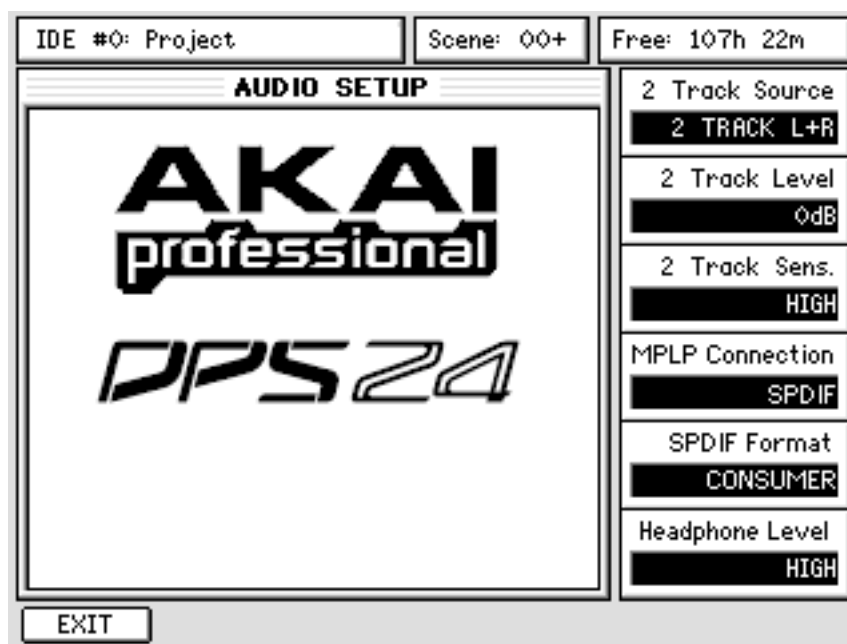 IDE #0: Project
Scene: 00+
Free: 107h 22m
AUDIO SETUP
AKAI
professional
DPS24
2 Track Source
2 TRACK L+R
2 Track Level
0dB
2 Track Sens.
HIGH
MPLP Connection
SPDIF
SPDIF Format
CONSUMER
Headphone Level
HIGH
EXIT